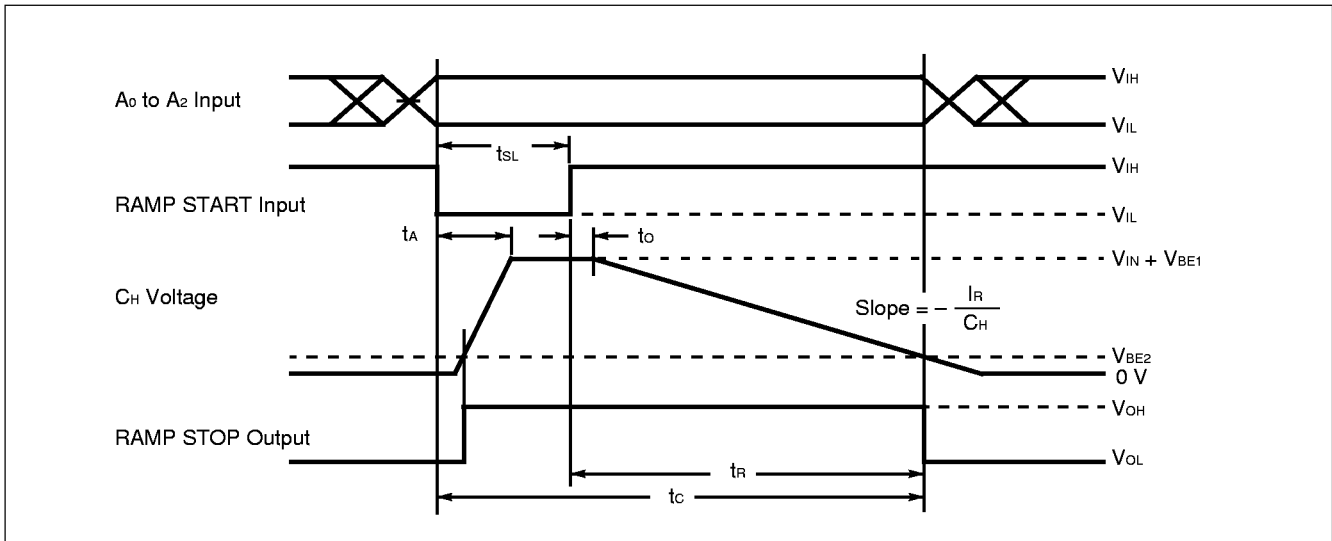 A0 to A2 Input
VIH
VIL
tSL
RAMP START Input
VIH
VIL
tA
tO
CH Voltage
VIN + VBE1
Slope = − IR / CH
VBE2
0 V
RAMP STOP Output
VOH
VOL
tR
tC